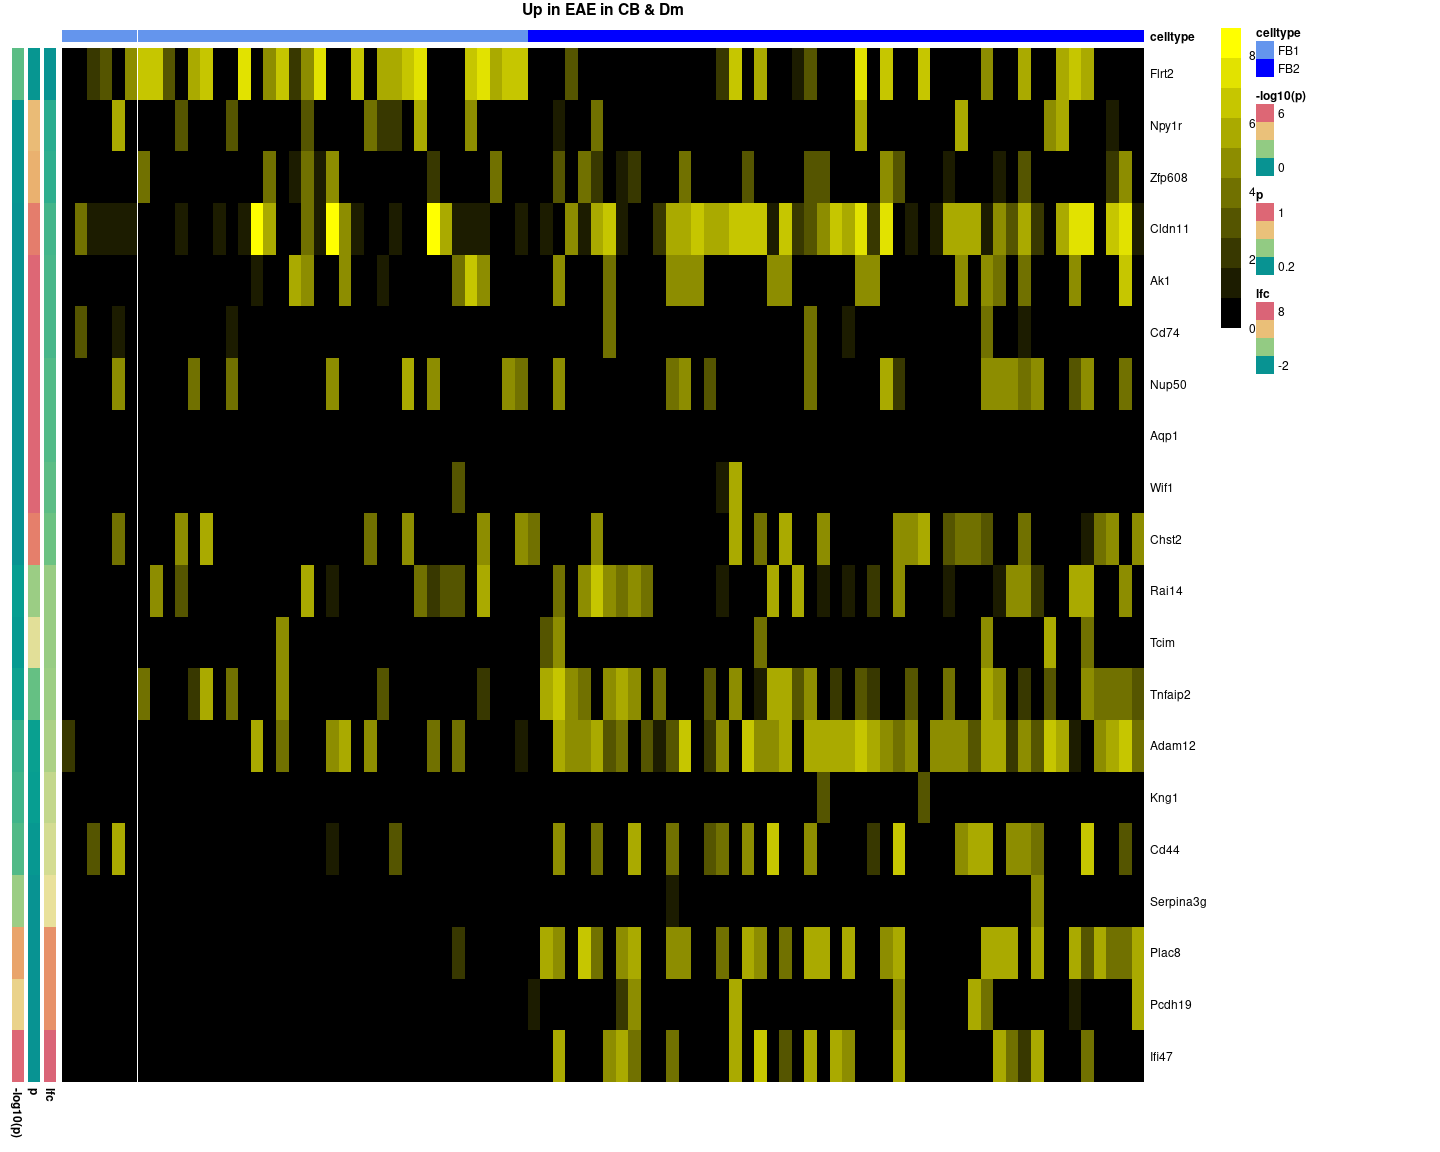 Up in EAE in CB & Dm
celltype
Flrt2
Npy1r
Zfp608
Cldn11
Ak1
Cd74
Nup50
Aqp1
Wif1
Chst2
Rai14
Tcim
Tnfaip2
Adam12
Kng1
Cd44
Serpina3g
Plac8
Pcdh19
Ifi47
8
6
4
2
0
celltype
FB1
FB2
-log10(p)
6
0
p
1
0.2
lfc
8
-2
-log10(p)
p
lfc